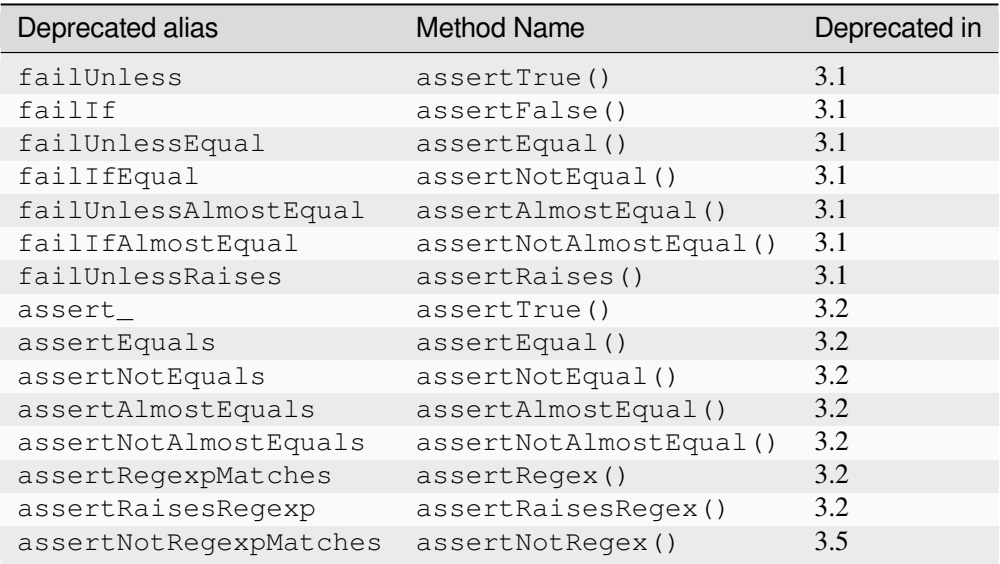 Deprecated alias Method Name Deprecated in
failUnless assertTrue() 3.1
failIf assertFalse() 3.1
failUnlessEqual assertEqual() 3.1
failIfEqual assertNotEqual() 3.1
failUnlessAlmostEqual assertAlmostEqual() 3.1
failIfAlmostEqual assertNotAlmostEqual() 3.1
failUnlessRaises assertRaises() 3.1
assert_ assertTrue() 3.2
assertEquals assertEqual() 3.2
assertNotEquals assertNotEqual() 3.2
assertAlmostEquals assertAlmostEqual() 3.2
assertNotAlmostEquals assertNotAlmostEqual() 3.2
assertRegexpMatches assertRegex() 3.2
assertRaisesRegexp assertRaisesRegex() 3.2
assertNotRegexpMatches assertNotRegex() 3.5